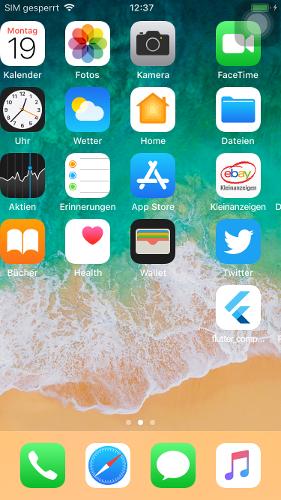 SIM gesperrt 12:37
Montag
19
Kalender Fotos Kamera FaceTime
Uhr Wetter Home Dateien
ebay
Kleinanzeigen
Aktien Erinnerungen App Store Kleinanzeigen D
Bücher Health Wallet Twitter
flutter_comp...